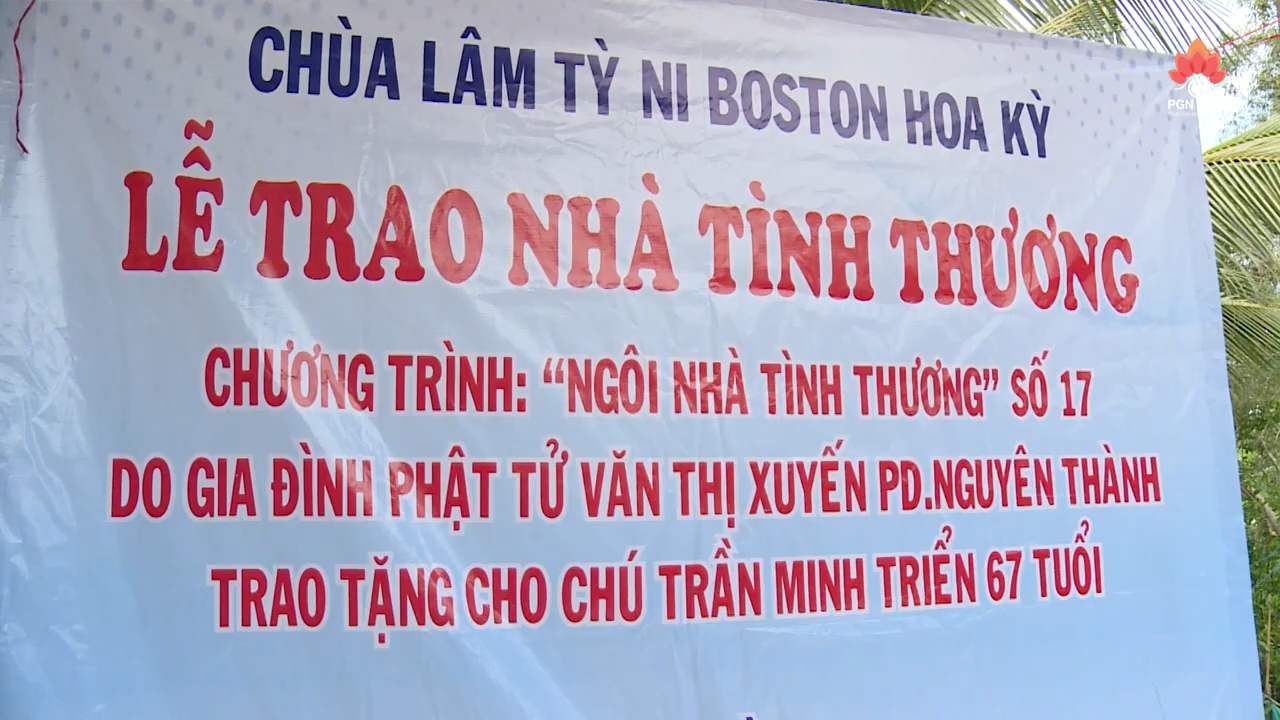 CHÙA LÂM TỲ NI BOSTON HOA KỲ
PGN
LỄ TRAO NHÀ TÌNH THƯƠNG
CHƯƠNG TRÌNH: “NGÔI NHÀ TÌNH THƯƠNG” SỐ 17
DO GIA ĐÌNH PHẬT TỬ VĂN THỊ XUYẾN PD.NGUYÊN THÀNH
TRAO TẶNG CHO CHÚ TRẦN MINH TRIỂN 67 TUỔI